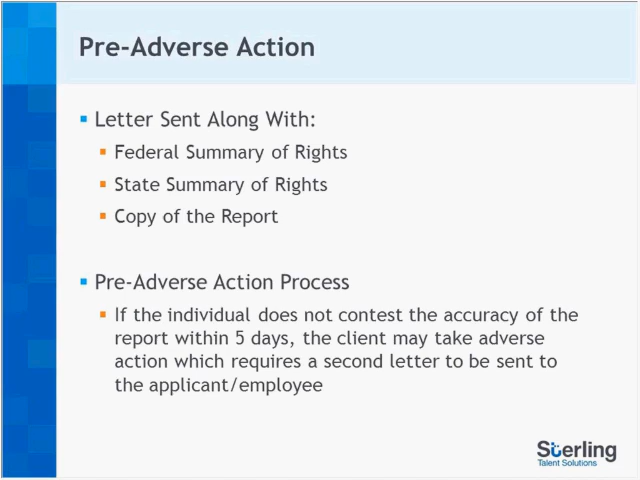 Pre-Adverse Action
Letter Sent Along With:
Federal Summary of Rights
State Summary of Rights
Copy of the Report
Pre-Adverse Action Process
If the individual does not contest the accuracy of the
report within 5 days, the client may take adverse
action which requires a second letter to be sent to
the applicant/employee
Sterling
Talent Solutions